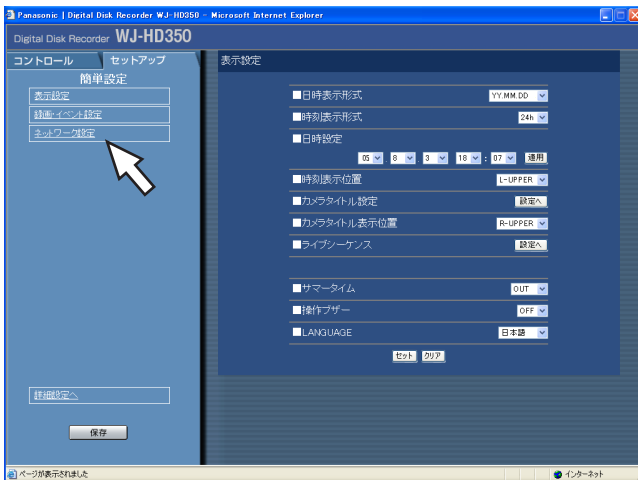 Panasonic | Digital Disk Recorder WJ-HD350 - Microsoft Internet Explorer
Digital Disk Recorder WJ-HD350
コントロール セットアップ
簡単設定
表示設定
録画・イベント設定
ネットワーク設定
詳細設定へ
保存
表示設定
■日時表示形式 YY.MM.DD
■時刻表示形式 24h
■日時設定
05 8 3 18 : 07 適用
■時刻表示位置 L-UPPER
■カメラタイトル設定 設定へ
■カメラタイトル表示位置 R-UPPER
■ライブシーケンス 設定へ
■サマータイム OUT
■操作ブザー OFF
■LANGUAGE 日本語
セット クリア
ページが表示されました インターネット